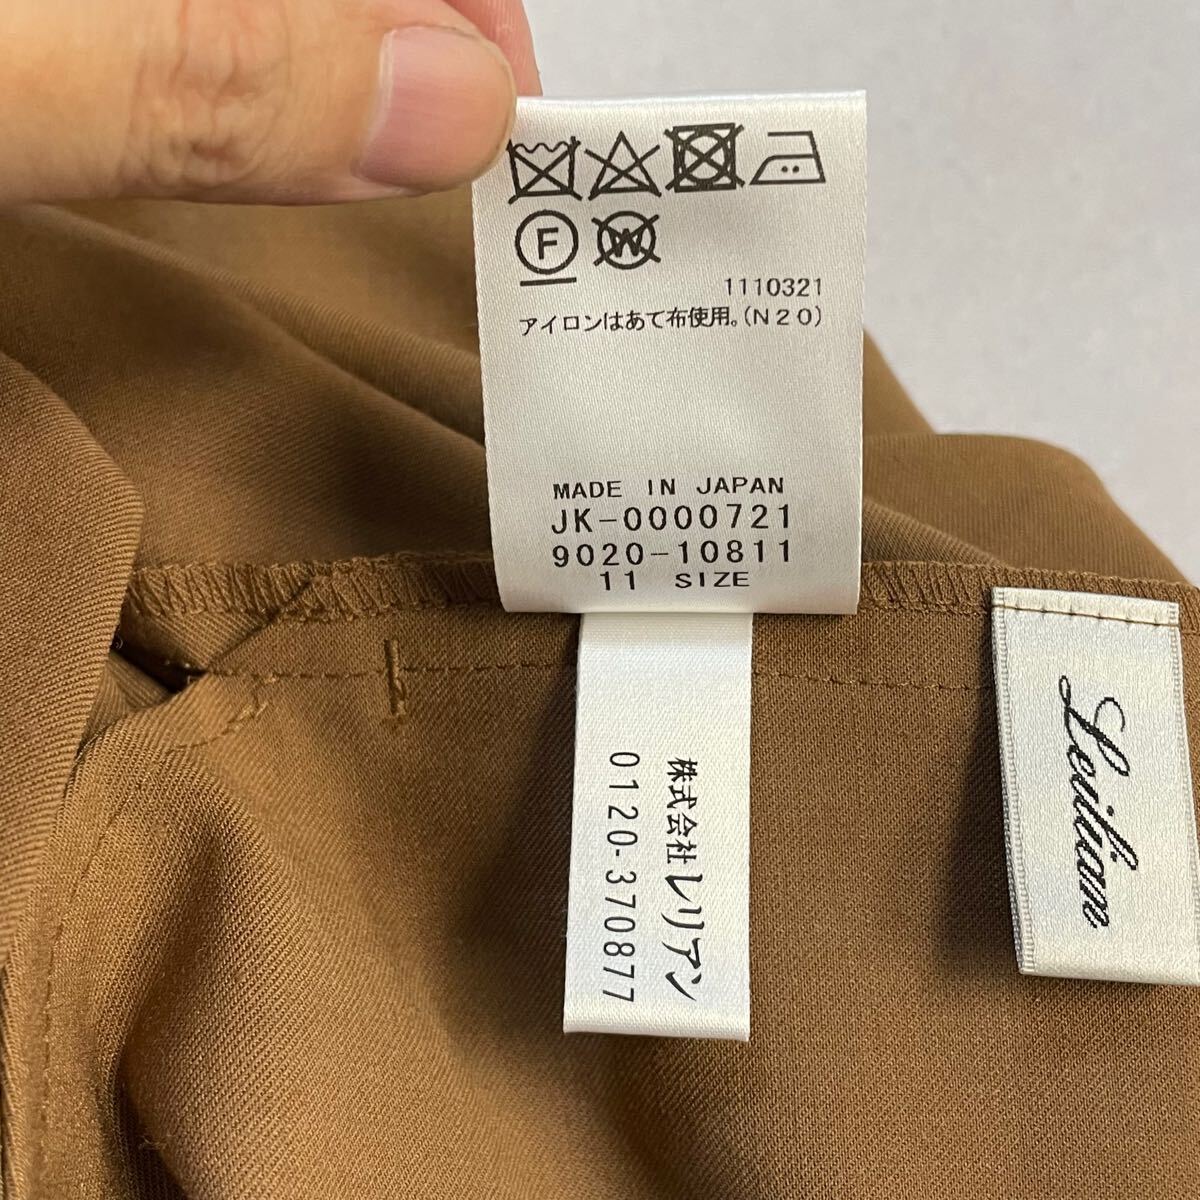 F W
1110321
アイロンはあて布使用。(N20)
MADE IN JAPAN
JK-0000721
9020-10811
11 SIZE
株式会社レリアン
0120-370877
Leilian